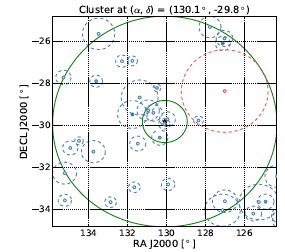 Cluster at (α, δ) = (130.1°, -29.8°)
−26
−28
−30
−32
−34
DECL J2000 [°]
134 132 130 128 126
RA J2000 [°]